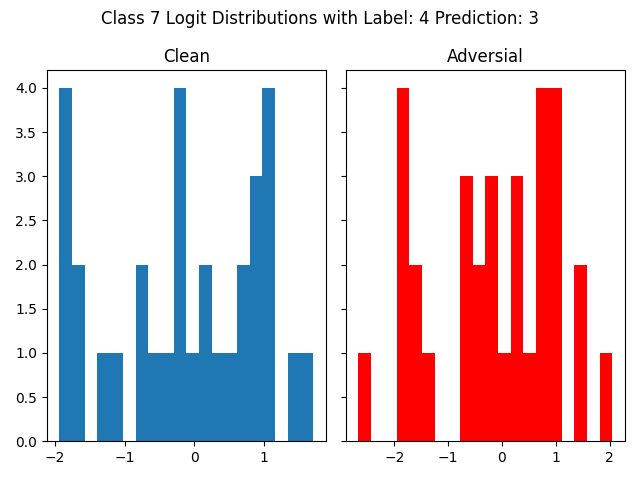 Class 7 Logit Distributions with Label: 4 Prediction: 3
Clean
Adversial
4.0
3.5
3.0
2.5
2.0
1.5
1.0
0.5
0.0
−2 −1 0 1
−2 −1 0 1 2